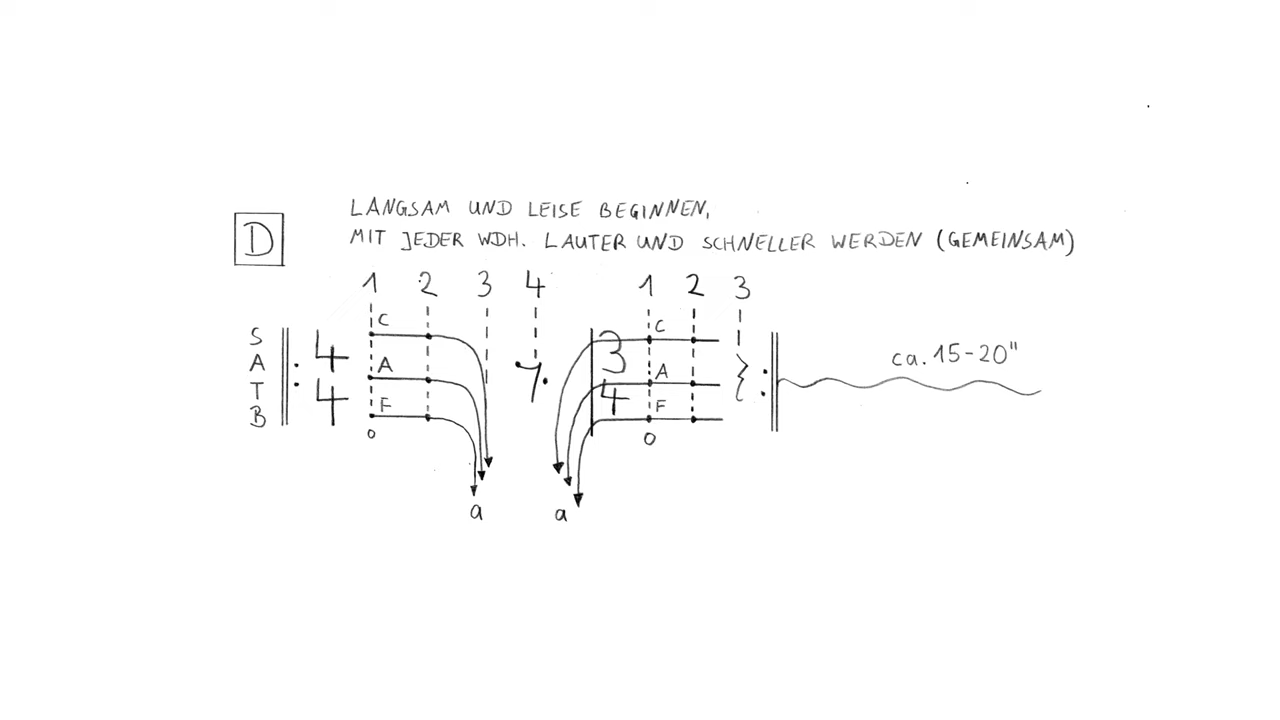 D
LANGSAM UND LEISE BEGINNEN,
MIT JEDER WDH. LAUTER UND SCHNELLER WERDEN (GEMEINSAM)
1 2 3 4 1 2 3
S
A
T
B
4
4
C
A
F
o
a
a
3
4
C
A
F
o
ca. 15-20"